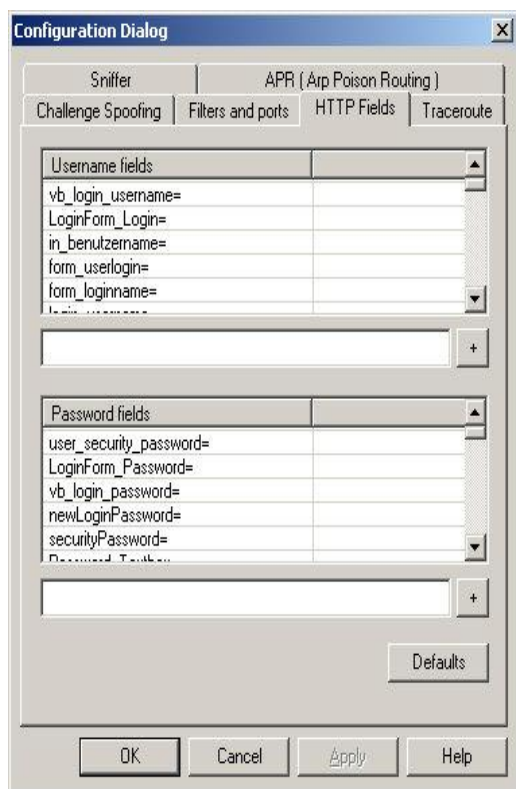 Configuration Dialog
Sniffer
APR ( Arp Poison Routing )
Challenge Spoofing
Filters and ports
HTTP Fields
Traceroute
Username fields
vb_login_username=
LoginForm_Login=
in_benutzername=
form_userlogin=
form_loginname=
+
Password fields
user_security_password=
LoginForm_Password=
vb_login_password=
newLoginPassword=
securityPassword=
+
Defaults
OK
Cancel
Apply
Help